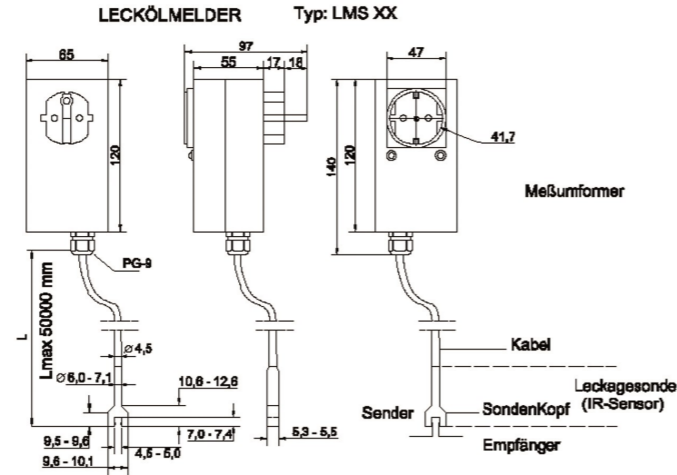 LECKÖLMELDER Typ: LMS XX
65
97
55 17 18
47
120
140
120
41,7
Meßumformer
PG-9
L
Lmax 50000 mm
Ø4,5
Ø6,0 - 7,1
10,6 - 12,6
7,0 - 7,4
9,5 - 9,6
4,5 - 5,0
9,6 - 10,1
5,3 - 5,5
Kabel
Leckagesonde
(IR-Sensor)
Sender
SondenKopf
Empfänger